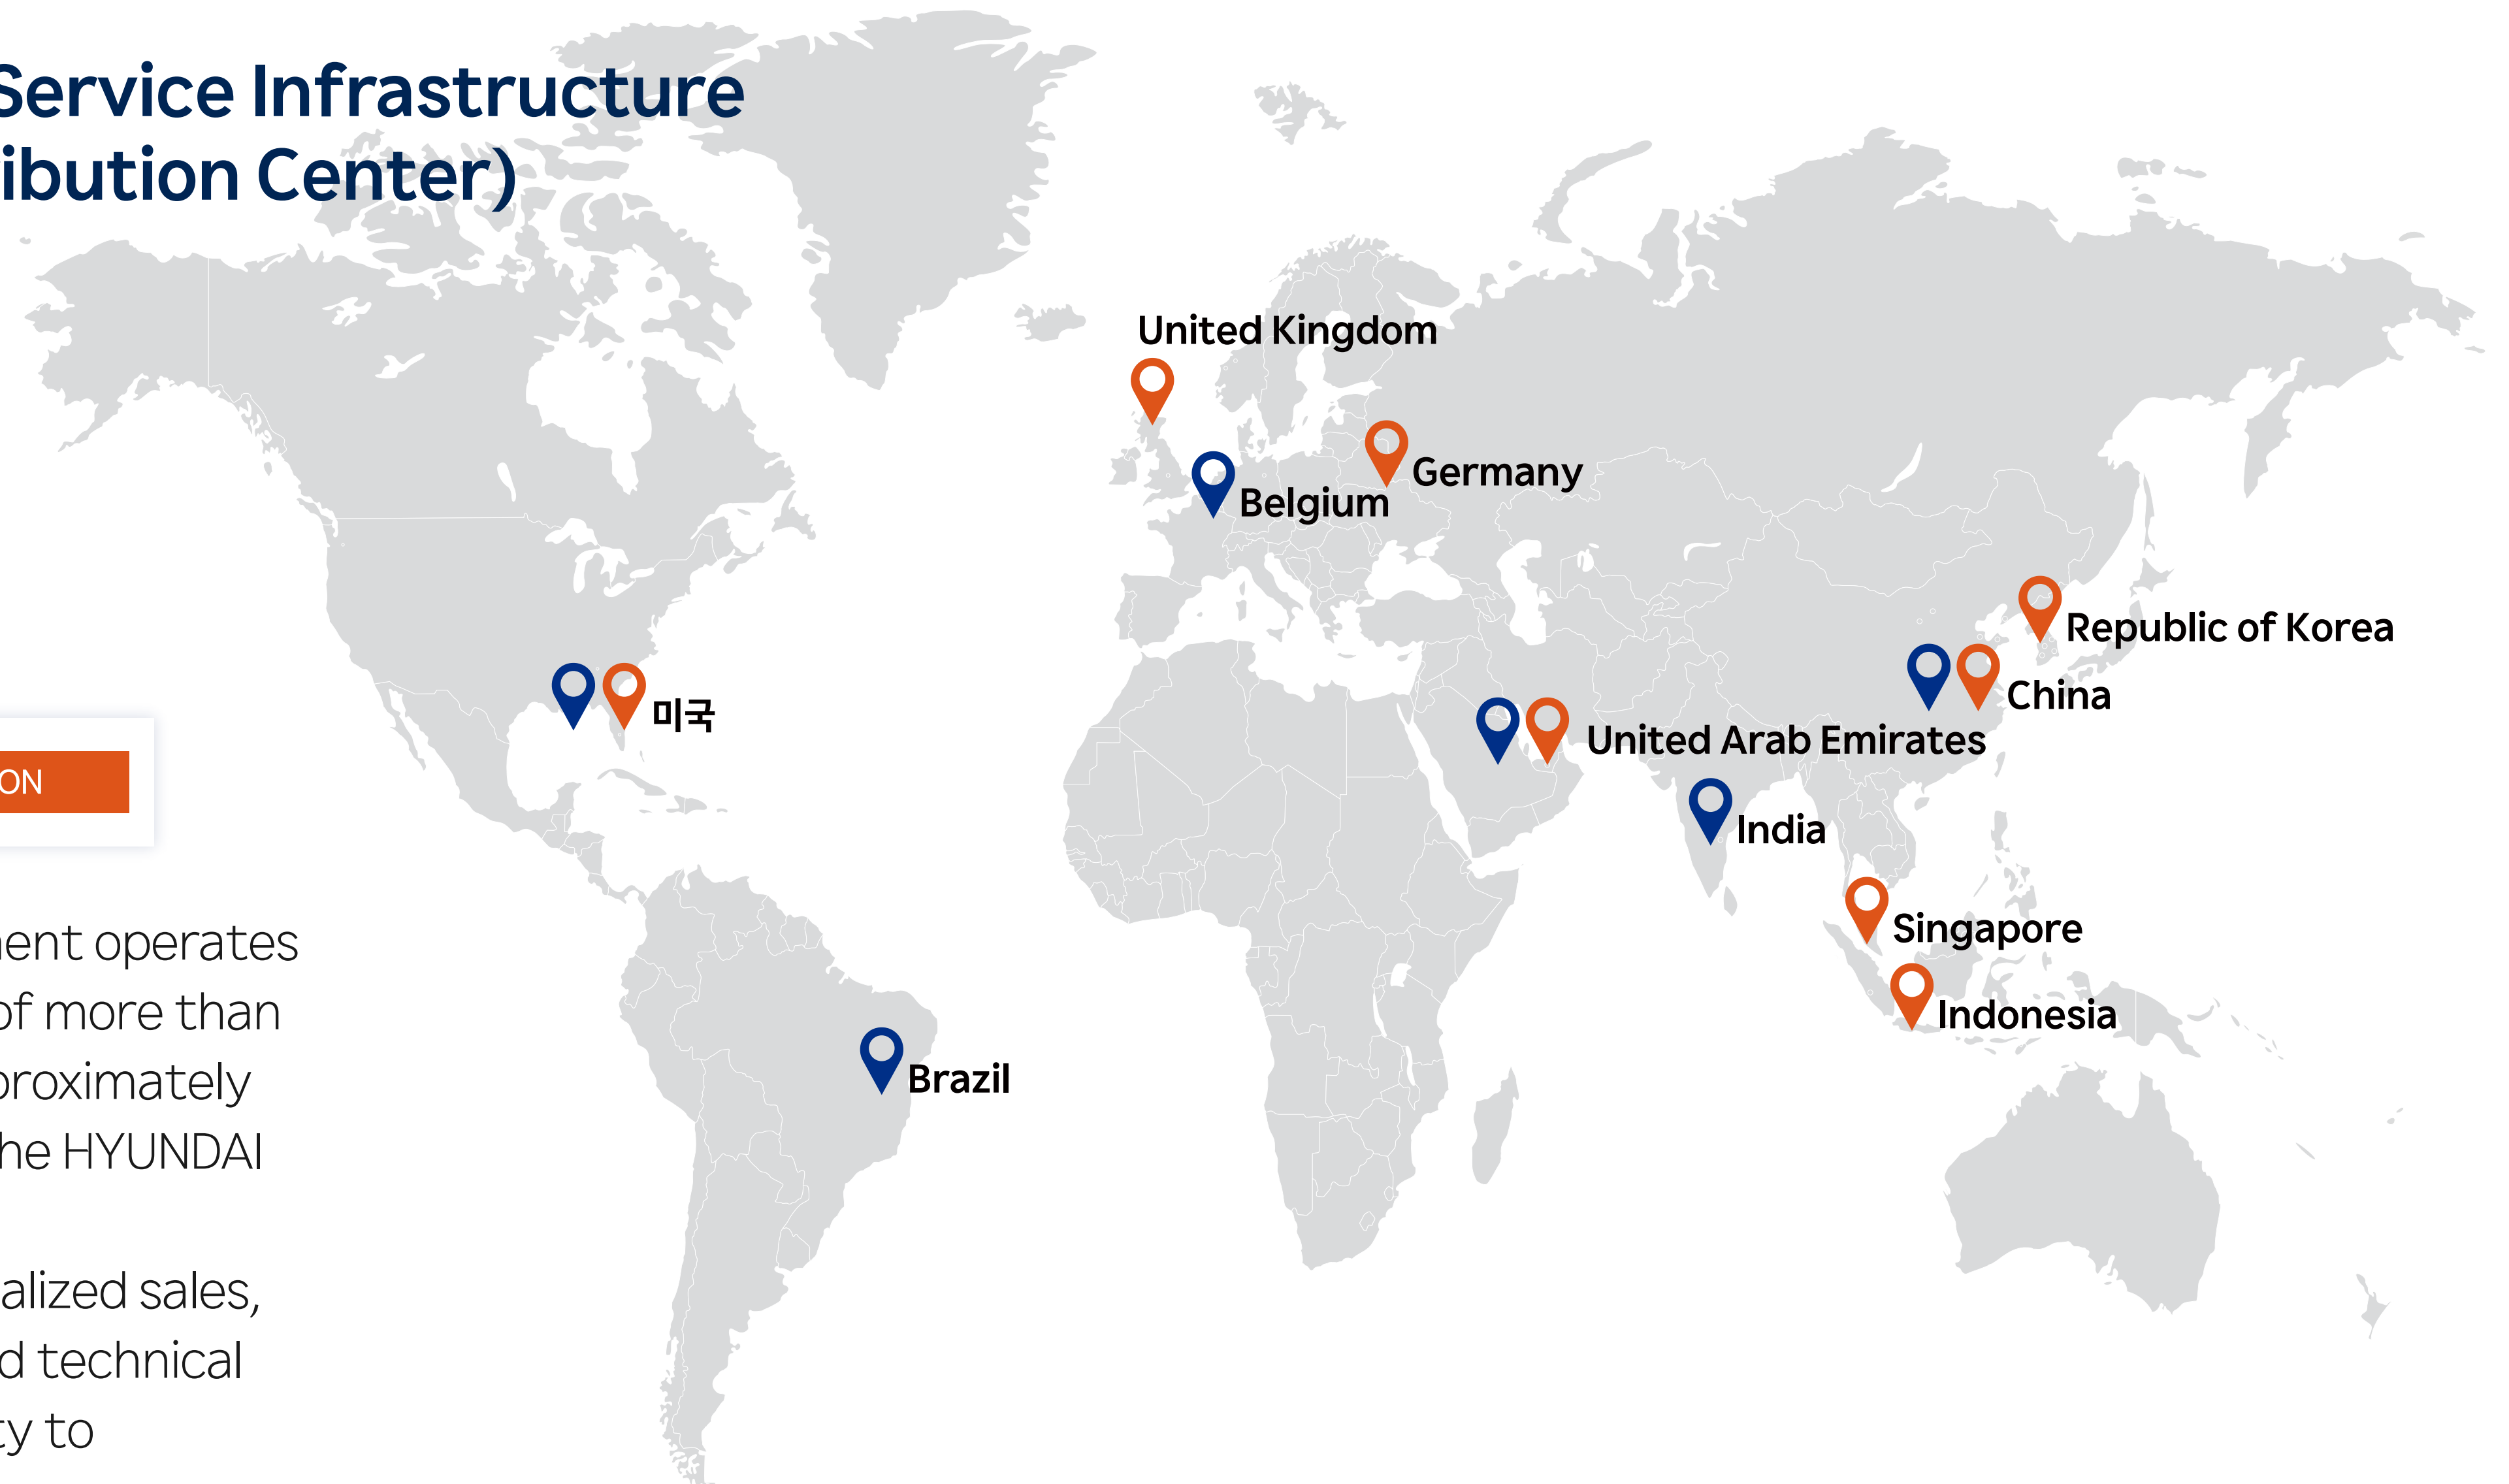 Service Infrastructure
ibution Center)
United Kingdom
Germany
Belgium
Republic of Korea
China
미국
United Arab Emirates
ON
India
Singapore
ent operates
Indonesia
of more than
Brazil
proximately
he HYUNDAI
alized sales,
d technical
ty to